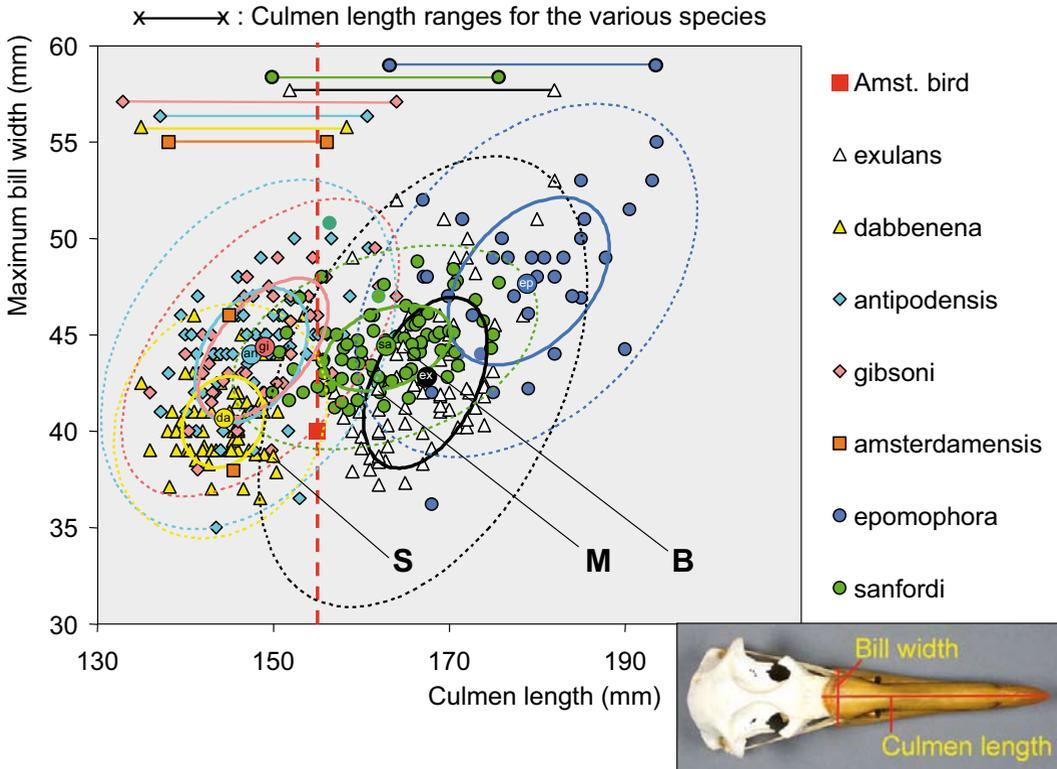 x x : Culmen length ranges for the various species
Maximum bill width (mm)
60
55
50
45
40
35
30
130 150 170 190
Culmen length (mm)
an gi da sa ex ep
S M B
Amst. bird
exulans
dabbenena
antipodensis
gibsoni
amsterdamensis
epomophora
sanfordi
Bill width
Culmen length